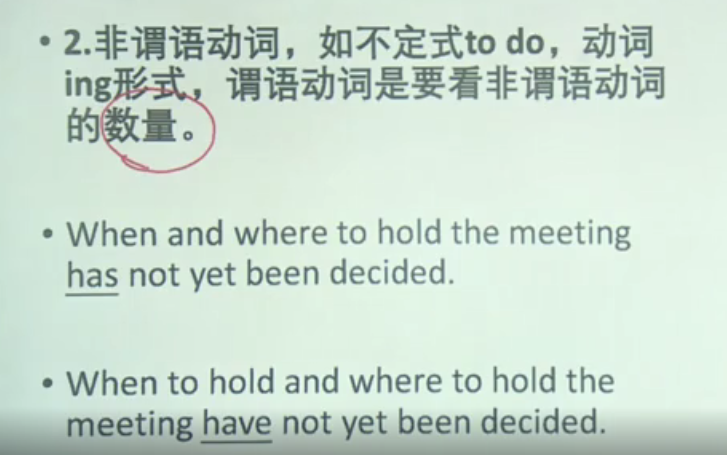 • 2.非谓语动词，如不定式to do，动词
ing形式，谓语动词是要看非谓语动词
的数量。
• When and where to hold the meeting
has not yet been decided.
• When to hold and where to hold the
meeting have not yet been decided.